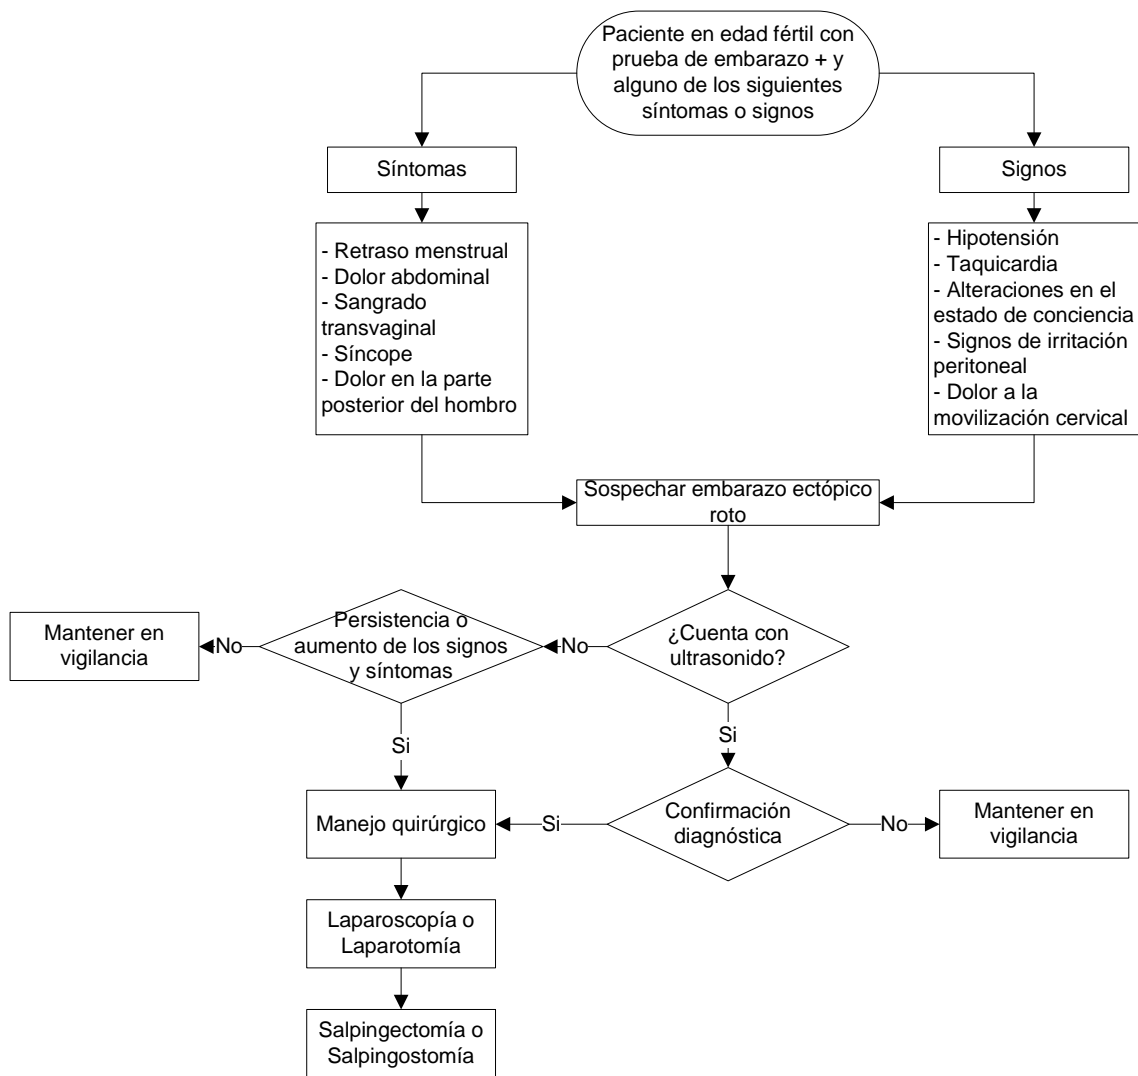 Paciente en edad fértil con
prueba de embarazo + y
alguno de los siguientes
síntomas o signos
Síntomas
Signos
- Retraso menstrual
- Dolor abdominal
- Sangrado
transvaginal
- Síncope
- Dolor en la parte
posterior del hombro
- Hipotensión
- Taquicardia
- Alteraciones en el
estado de conciencia
- Signos de irritación
peritoneal
- Dolor a la
movilización cervical
Sospechar embarazo ectópico
roto
¿Cuenta con
ultrasonido?
No
Persistencia o
aumento de los signos
y síntomas
No
Mantener en
vigilancia
Si
Si
Confirmación
diagnóstica
Si
Manejo quirúrgico
No
Mantener en
vigilancia
Laparoscopía o
Laparotomía
Salpingectomía o
Salpingostomía